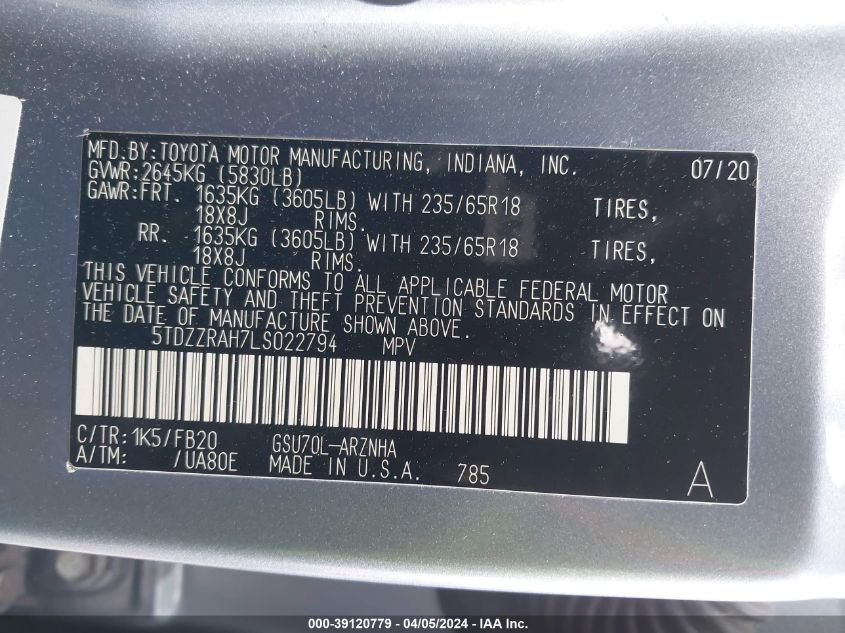 MFD.BY:TOYOTA MOTOR MANUFACTURING, INDIANA, INC. 07/20
GVWR:2645KG (5830LB)
GAWR:FRT. 1635KG (3605LB) WITH 235/65R18 TIRES,
18X8J RIMS.
RR. 1635KG (3605LB) WITH 235/65R18 TIRES,
18X8J RIMS.
THIS VEHICLE CONFORMS TO ALL APPLICABLE FEDERAL MOTOR
VEHICLE SAFETY AND THEFT PREVENTION STANDARDS IN EFFECT ON
THE DATE OF MANUFACTURE SHOWN ABOVE.
5TDZZRAH7LS022794 MPV
C/TR:1K5/FB20 GSU70L-ARZNHA
A/TM: /UA80E MADE IN U.S.A. 785 A
000-39120779 - 04/05/2024 - IAA Inc.